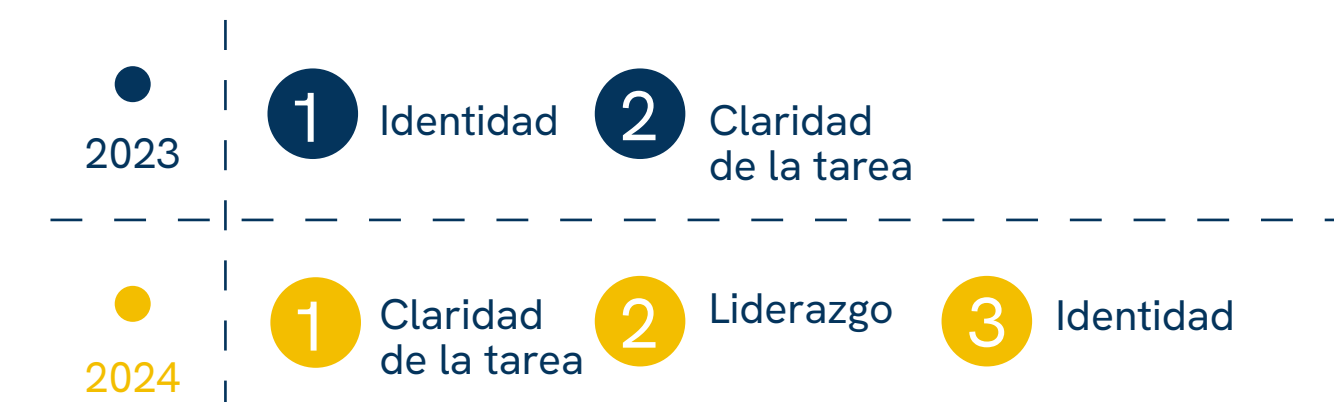 2023
1 Identidad
2 Claridad
de la tarea
2024
1 Claridad
de la tarea
2 Liderazgo
3 Identidad